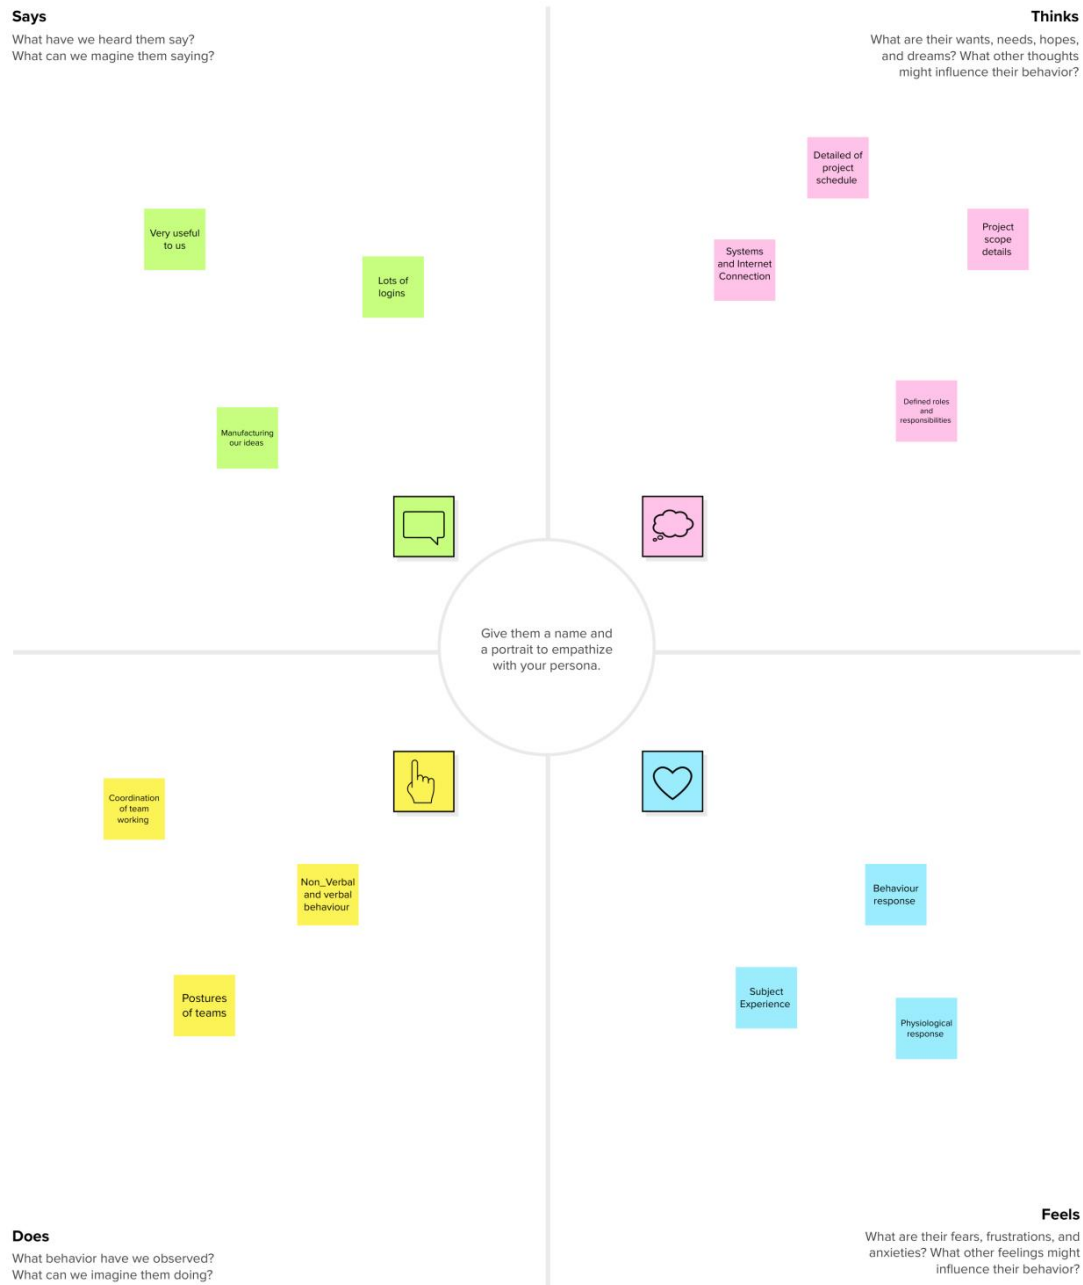 Says
What have we heard them say?
What can we magine them saying?
Thinks
What are their wants, needs, hopes,
and dreams? What other thoughts
might influence their behavior?
Very useful
to us
Lots of
logins
Manufacturing
our ideas
Detailed of
project
schedule
Project
scope
details
Systems
and Internet
Connection
Defined roles
and
responsibilities
Give them a name and
a portrait to empathize
with your persona.
Coordination
of team
working
Non_Verbal
and verbal
behaviour
Postures
of teams
Behaviour
response
Subject
Experience
Physiological
response
Does
What behavior have we observed?
What can we imagine them doing?
Feels
What are their fears, frustrations, and
anxieties? What other feelings might
influence their behavior?